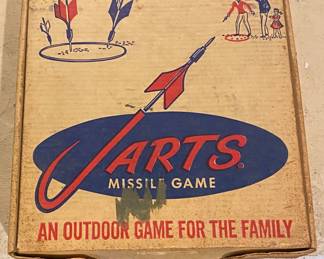 JARTS®
MISSILE GAME
AN OUTDOOR GAME FOR THE FAMILY